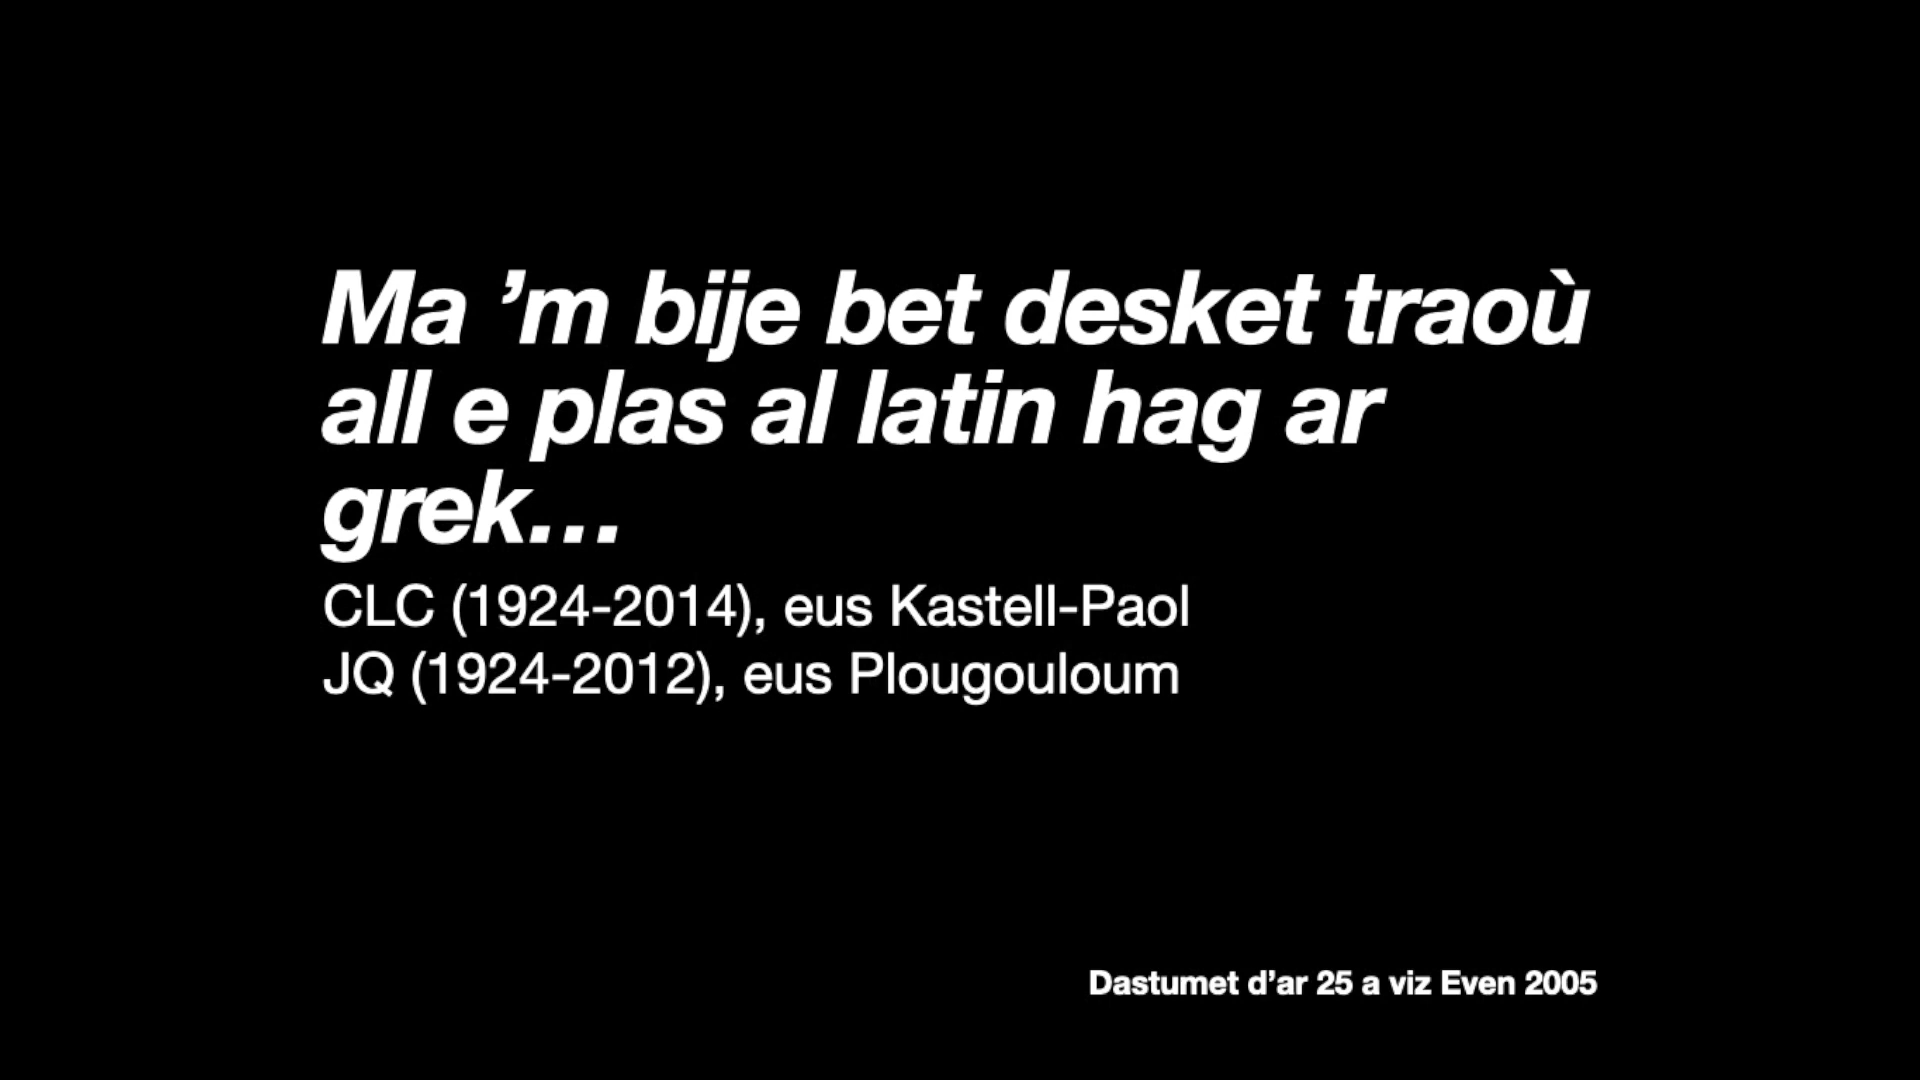 Ma ’m bije bet desket traoù
all e plas al latin hag ar
grek…
CLC (1924-2014), eus Kastell-Paol
JQ (1924-2012), eus Plougouloum
Dastumet d’ar 25 a viz Even 2005